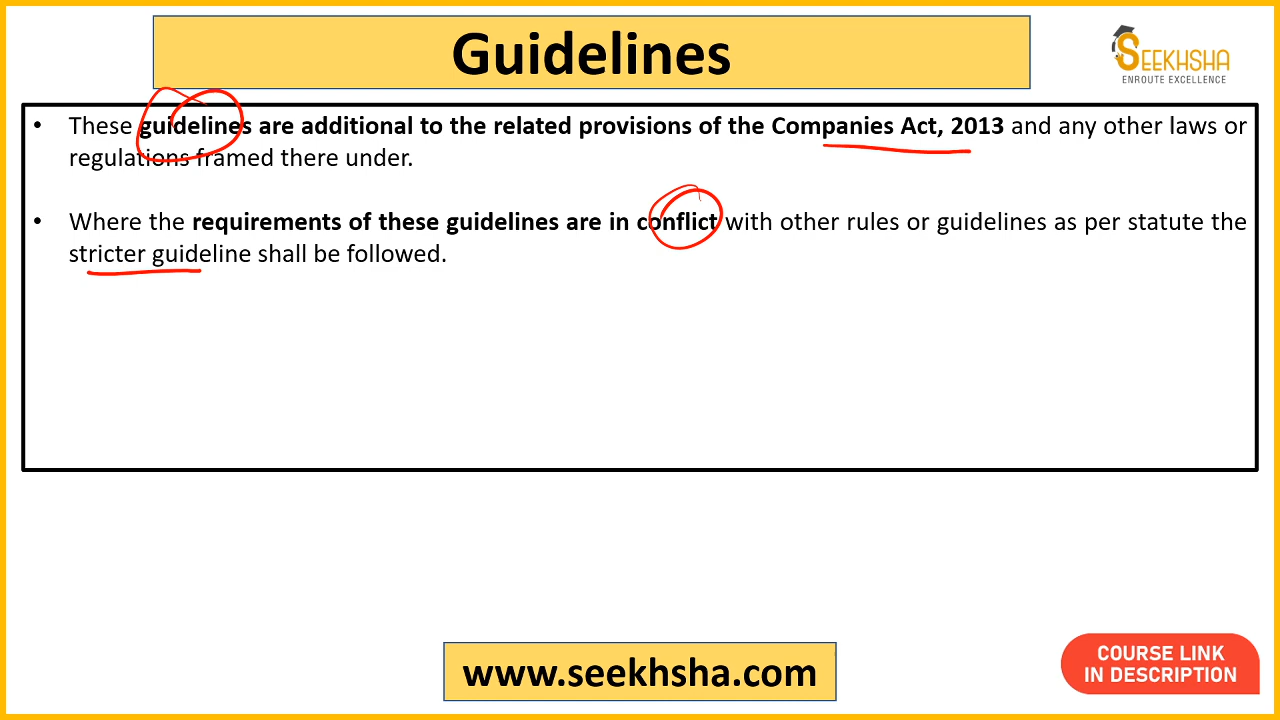 Guidelines
SEEKHSHA
ENROUTE EXCELLENCE
• These guidelines are additional to the related provisions of the Companies Act, 2013 and any other laws or
regulations framed there under.
• Where the requirements of these guidelines are in conflict with other rules or guidelines as per statute the
stricter guideline shall be followed.
www.seekhsha.com
COURSE LINK
IN DESCRIPTION